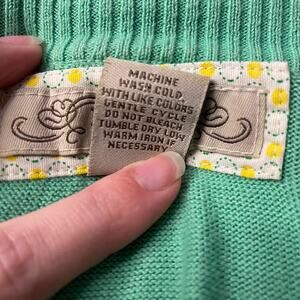 MACHINE
WASH COLD
WITH LIKE COLORS
GENTLE CYCLE
DO NOT BLEACH
TUMBLE DRY LOW
WARM IRON IF
NECESSARY